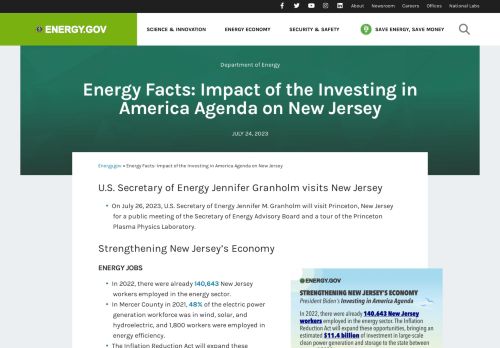 About Newsroom Careers Offices National Labs
ENERGY.GOV
SCIENCE & INNOVATION ENERGY ECONOMY SECURITY & SAFETY SAVE ENERGY, SAVE MONEY
Department of Energy
Energy Facts: Impact of the Investing in
America Agenda on New Jersey
JULY 24, 2023
Energy.gov » Energy Facts: Impact of the Investing in America Agenda on New Jersey
U.S. Secretary of Energy Jennifer Granholm visits New Jersey
• On July 26, 2023, U.S. Secretary of Energy Jennifer M. Granholm will visit Princeton, New Jersey
for a public meeting of the Secretary of Energy Advisory Board and a tour of the Princeton
Plasma Physics Laboratory.
Strengthening New Jersey's Economy
ENERGY JOBS
• In 2022, there were already 140,643 New Jersey
workers employed in the energy sector.
• In Mercer County in 2021, 48% of the electric power
generation workforce was in wind, solar, and
hydroelectric, and 1,800 workers were employed in
energy efficiency.
• The Inflation Reduction Act will expand these
ENERGY.GOV
STRENGTHENING NEW JERSEY'S ECONOMY
President Biden's Investing in America Agenda
In 2022, there were already 140,643 New Jersey
workers employed in the energy sector. The Inflation
Reduction Act will expand these opportunities, bringing an
estimated $11.4 billion of investment in large-scale
clean power generation and storage to the state between